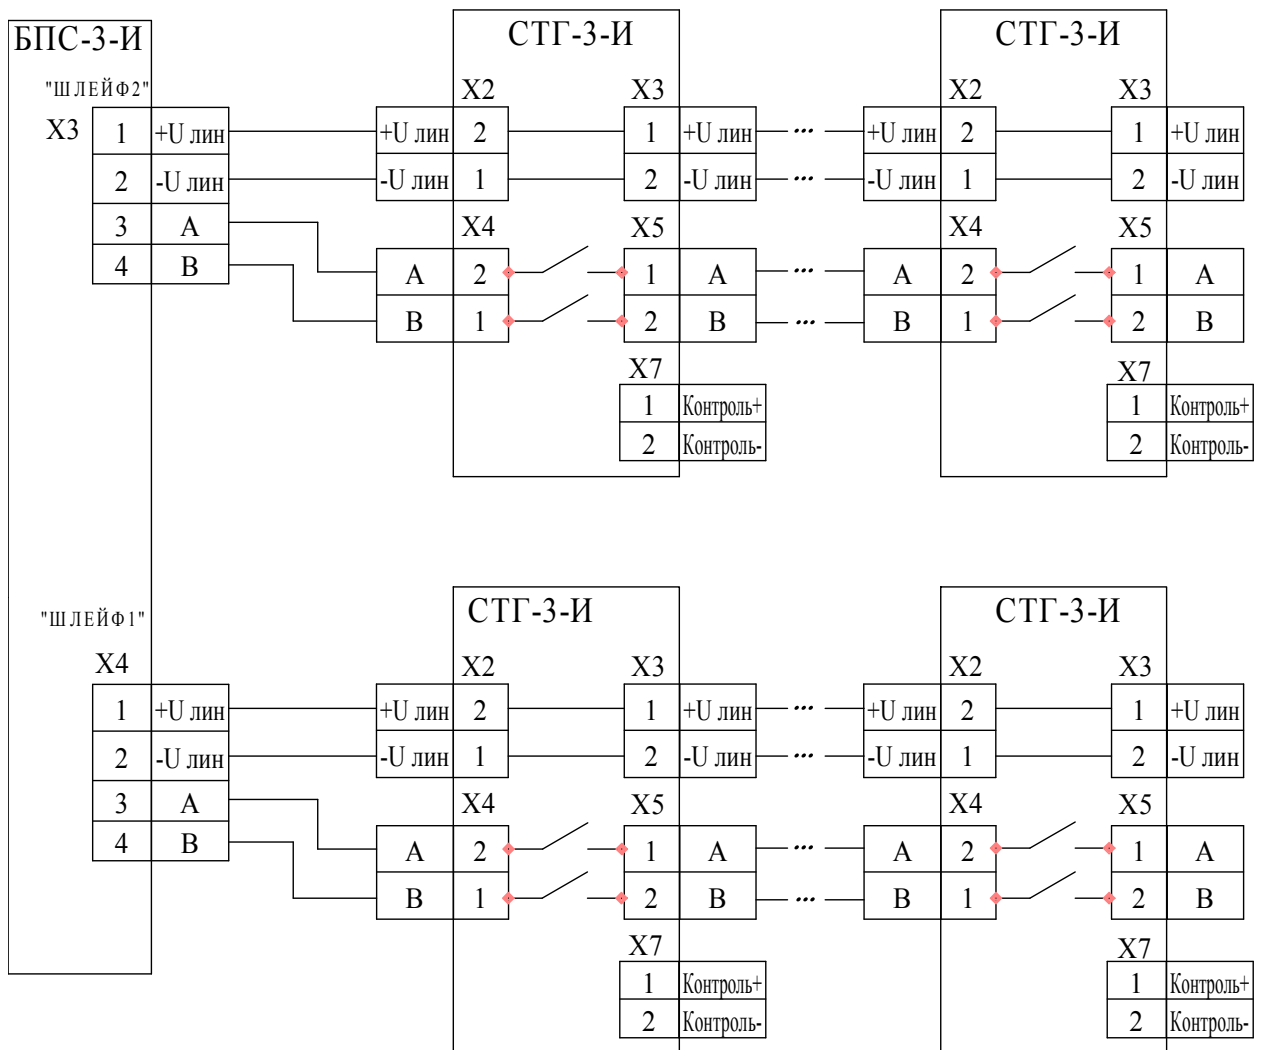 БПС-3-И СТГ-3-И СТГ-3-И
"ШЛЕЙФ2" X2 X3 X2 X3
X3 1 +U лин +U лин 2 1 +U лин ... +U лин 2 1 +U лин
2 -U лин -U лин 1 2 -U лин ... -U лин 1 2 -U лин
3 A X4 X5 X4 X5
4 B A 2 1 A ... A 2 1 A
B 1 2 B ... B 1 2 B
X7 X7
1 Контроль+ 1 Контроль+
2 Контроль- 2 Контроль-
"ШЛЕЙФ1" СТГ-3-И СТГ-3-И
X4 X2 X3 X2 X3
1 +U лин +U лин 2 1 +U лин ... +U лин 2 1 +U лин
2 -U лин -U лин 1 2 -U лин ... -U лин 1 2 -U лин
3 A X4 X5 X4 X5
4 B A 2 1 A ... A 2 1 A
B 1 2 B ... B 1 2 B
X7 X7
1 Контроль+ 1 Контроль+
2 Контроль- 2 Контроль-